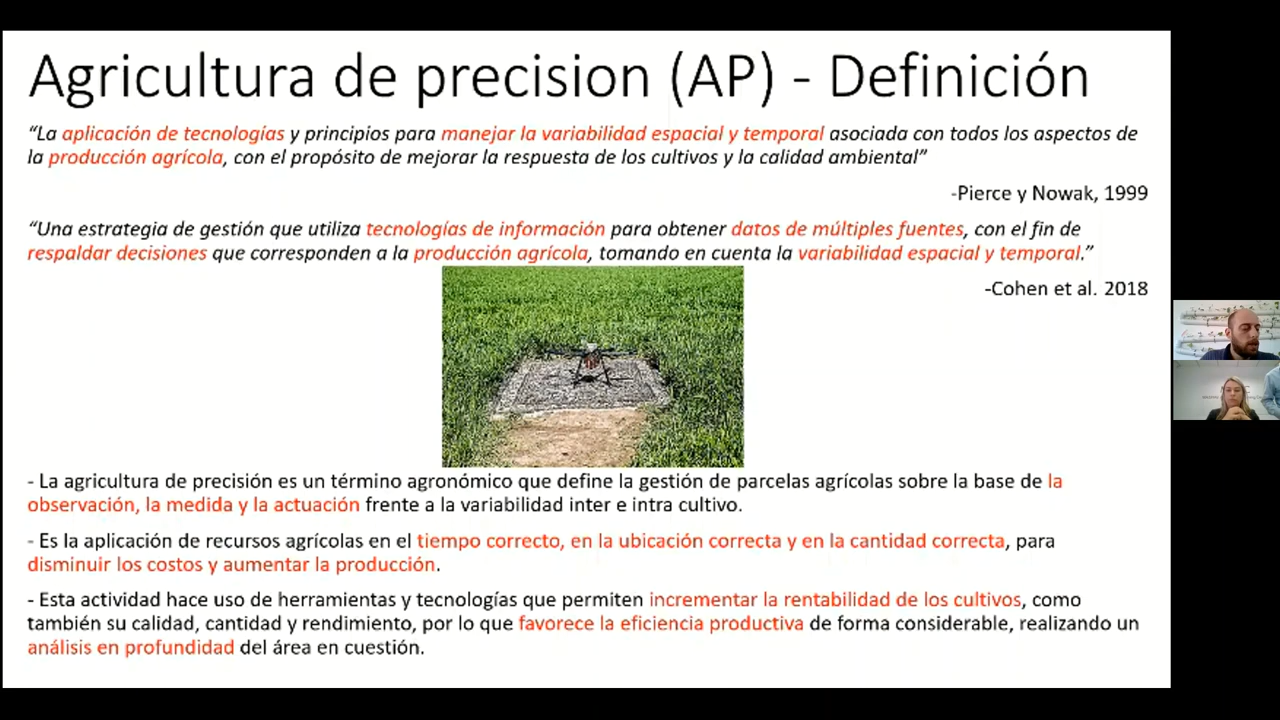 Agricultura de precision (AP) - Definición
“La aplicación de tecnologías y principios para manejar la variabilidad espacial y temporal asociada con todos los aspectos de
la producción agrícola, con el propósito de mejorar la respuesta de los cultivos y la calidad ambiental”
-Pierce y Nowak, 1999
“Una estrategia de gestión que utiliza tecnologías de información para obtener datos de múltiples fuentes, con el fin de
respaldar decisiones que corresponden a la producción agrícola, tomando en cuenta la variabilidad espacial y temporal.”
-Cohen et al. 2018
- La agricultura de precisión es un término agronómico que define la gestión de parcelas agrícolas sobre la base de la
observación, la medida y la actuación frente a la variabilidad inter e intra cultivo.
- Es la aplicación de recursos agrícolas en el tiempo correcto, en la ubicación correcta y en la cantidad correcta, para
disminuir los costos y aumentar la producción.
- Esta actividad hace uso de herramientas y tecnologías que permiten incrementar la rentabilidad de los cultivos, como
también su calidad, cantidad y rendimiento, por lo que favorece la eficiencia productiva de forma considerable, realizando un
análisis en profundidad del área en cuestión.